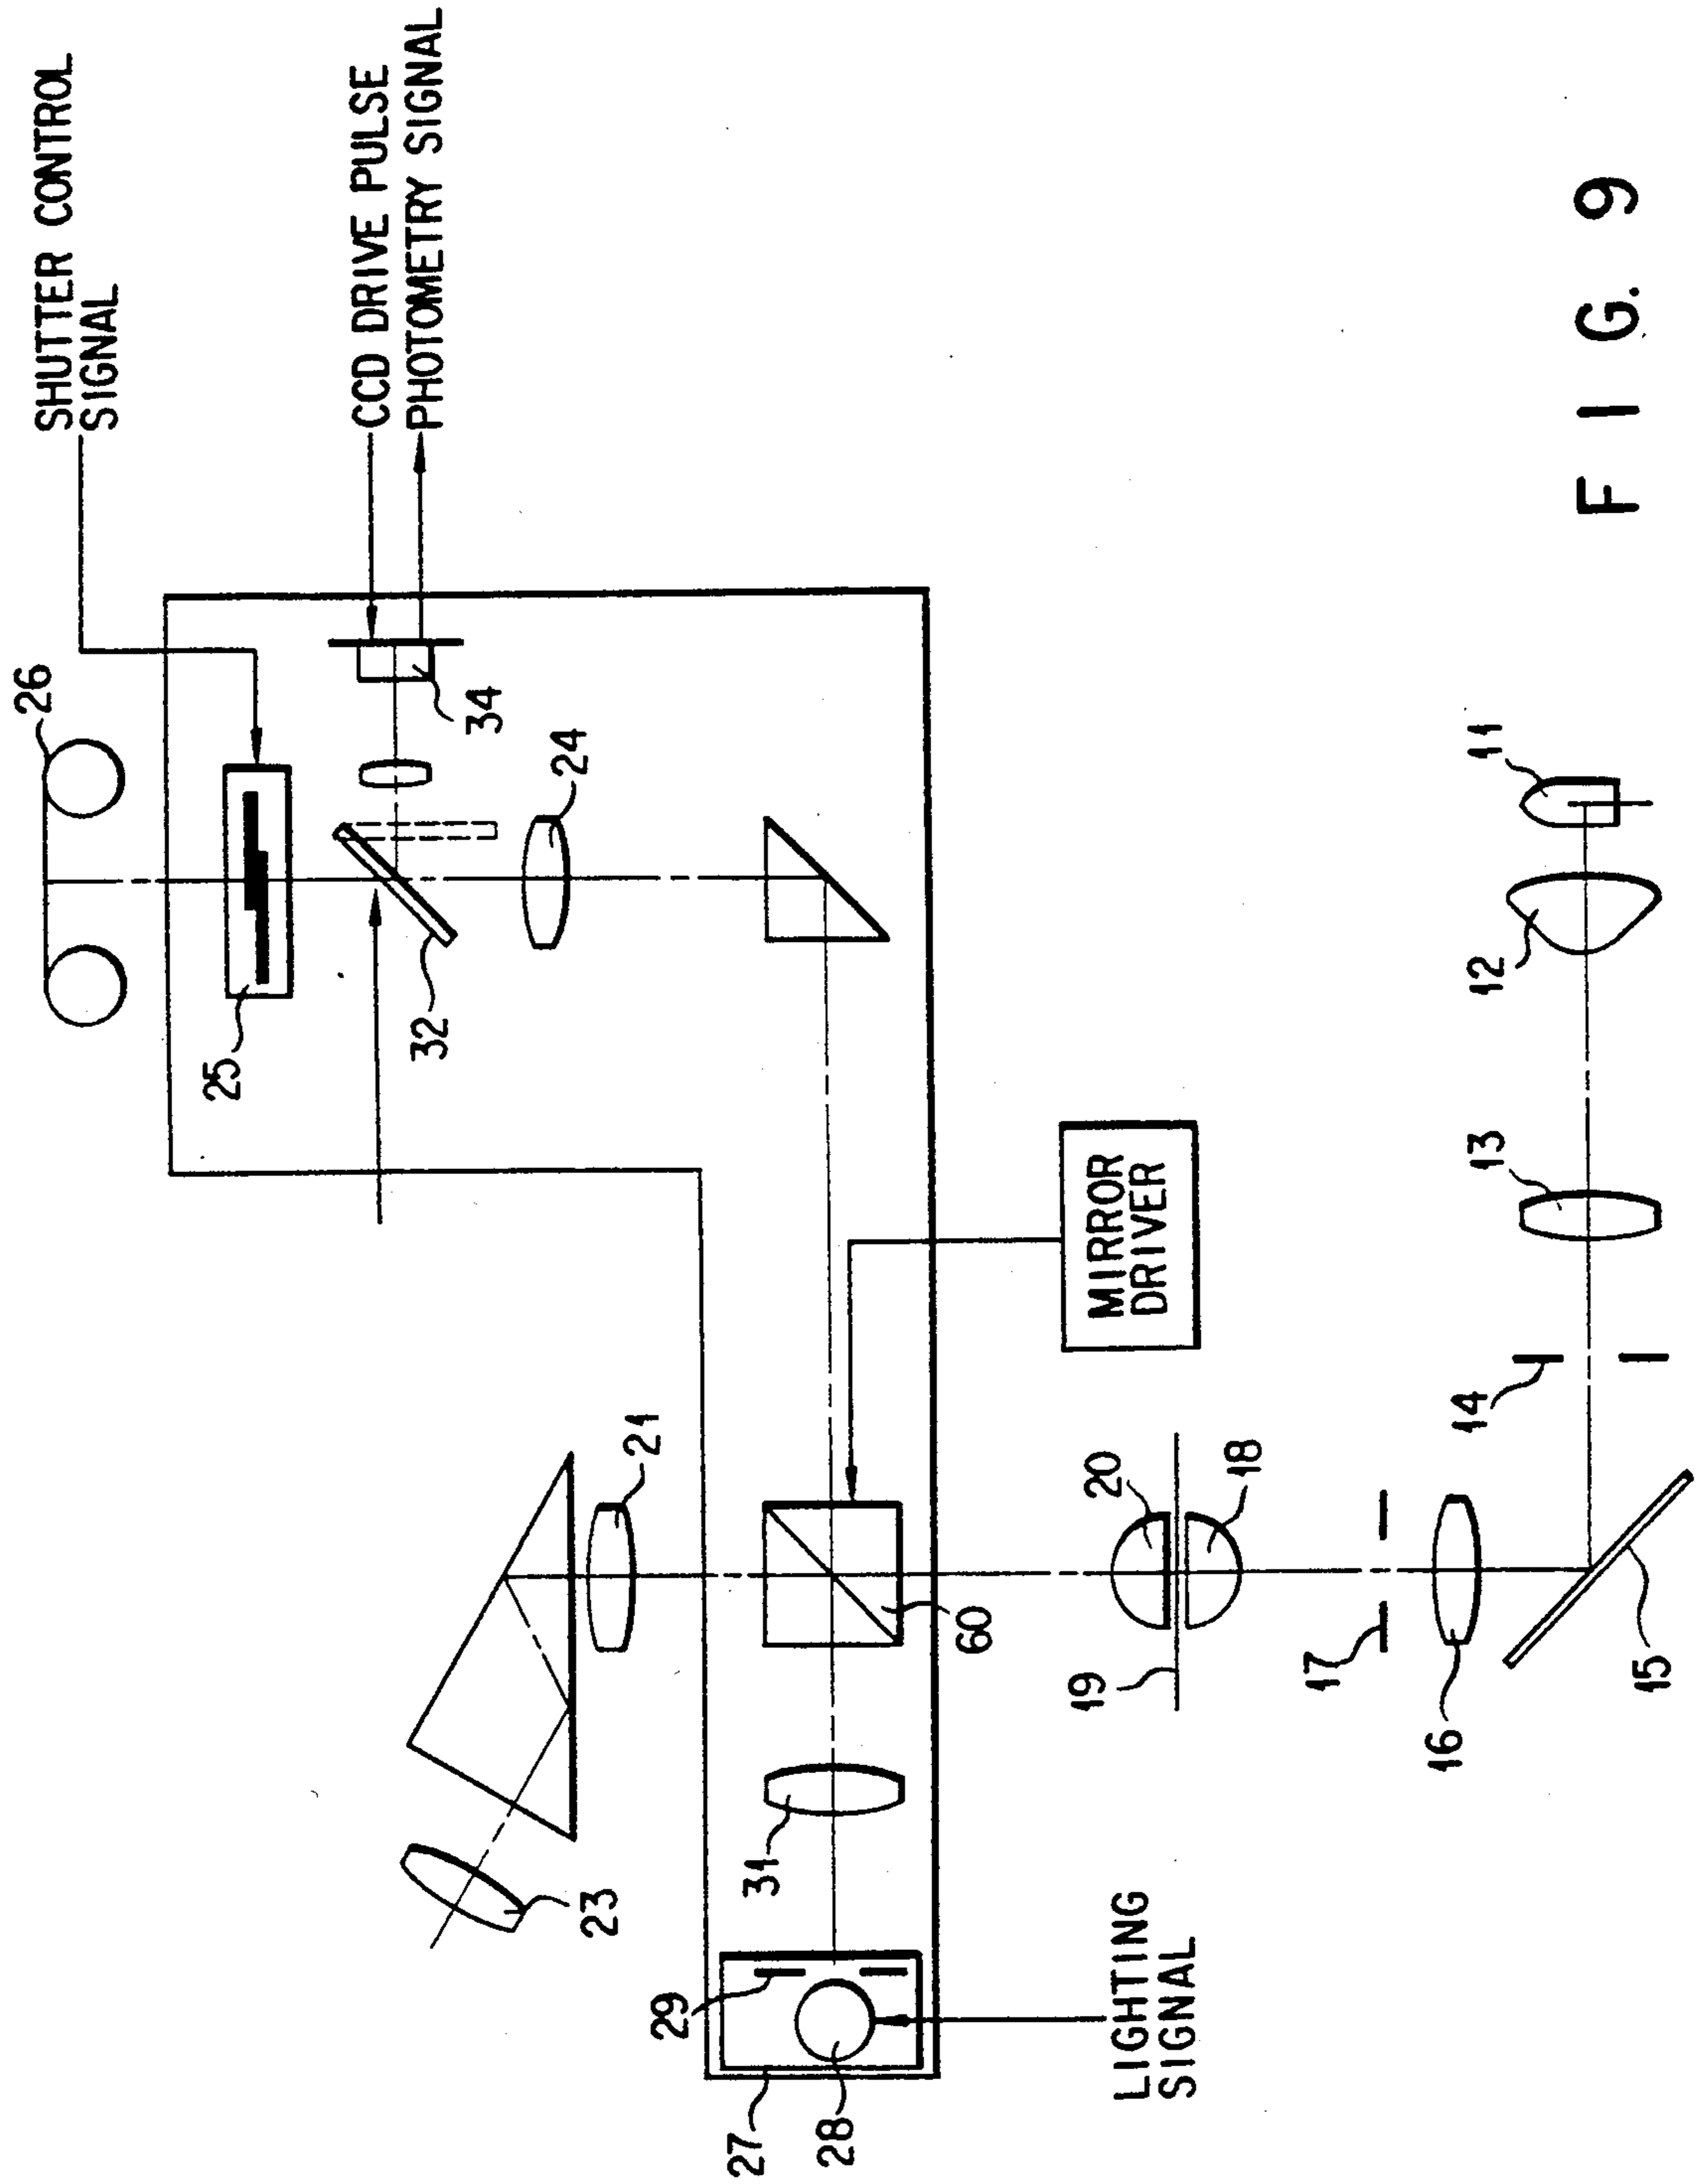 SHUTTER CONTROL
SIGNAL
CCD DRIVE PULSE
PHOTOMETRY SIGNAL
26
34
24
25
32
21
23
31
60
MIRROR
DRIVER
29
27
28
LIGHTING
SIGNAL
20
18
19
17
16
15
14
13
12
11
FIG. 9